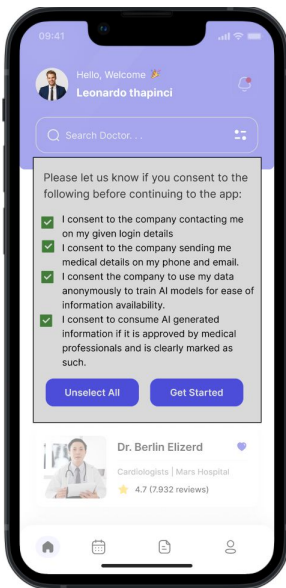 09:41
Hello, Welcome 🎉
Leonardo thapinci
Search Doctor. . .
Please let us know if you consent to the
following before continuing to the app:
I consent to the company contacting me
on my given login details
I consent to the company sending me
medical details on my phone and email.
I consent the company to use my data
anonymously to train AI models for ease of
information availability.
I consent to consume AI generated
information if it is approved by medical
professionals and is clearly marked as
such.
Unselect All
Get Started
Dr. Berlin Elizerd
Cardiologists | Mars Hospital
4.7 (7.932 reviews)